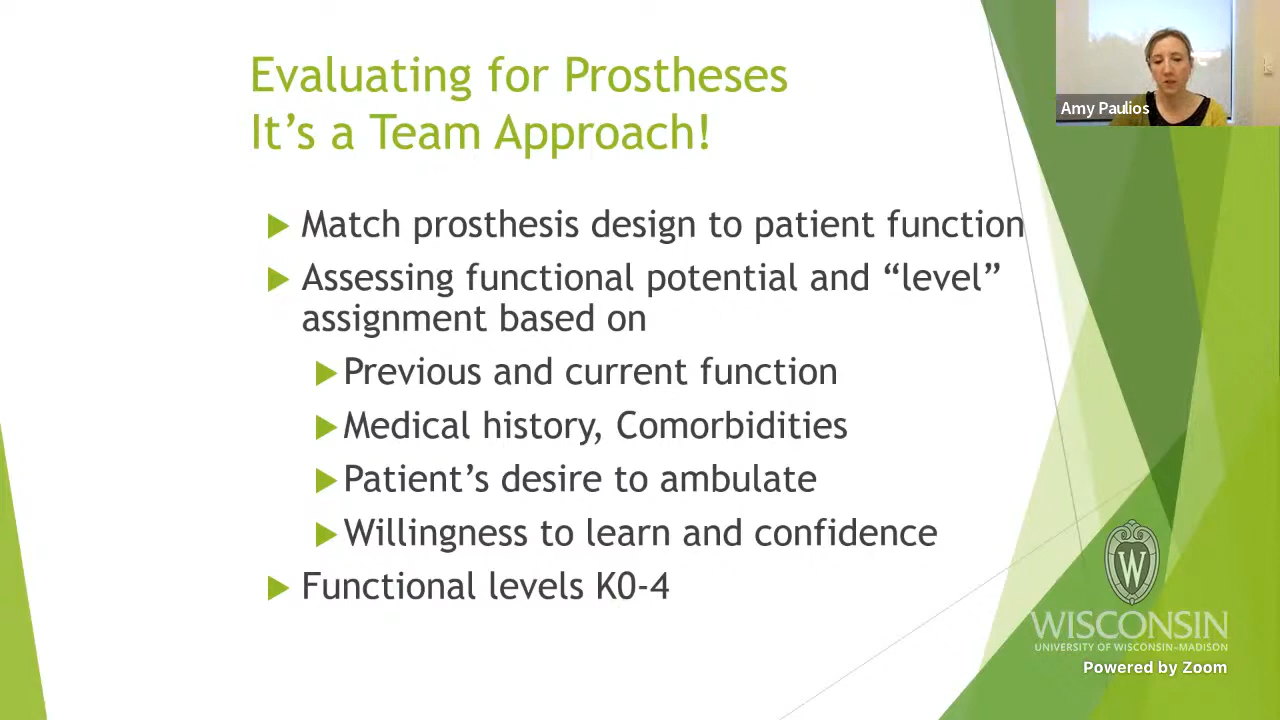 Evaluating for Prostheses
It’s a Team Approach!
Amy Paulios
Match prosthesis design to patient function
Assessing functional potential and “level”
assignment based on
Previous and current function
Medical history, Comorbidities
Patient’s desire to ambulate
Willingness to learn and confidence
Functional levels K0-4
W
WISCONSIN
UNIVERSITY OF WISCONSIN–MADISON
Powered by Zoom